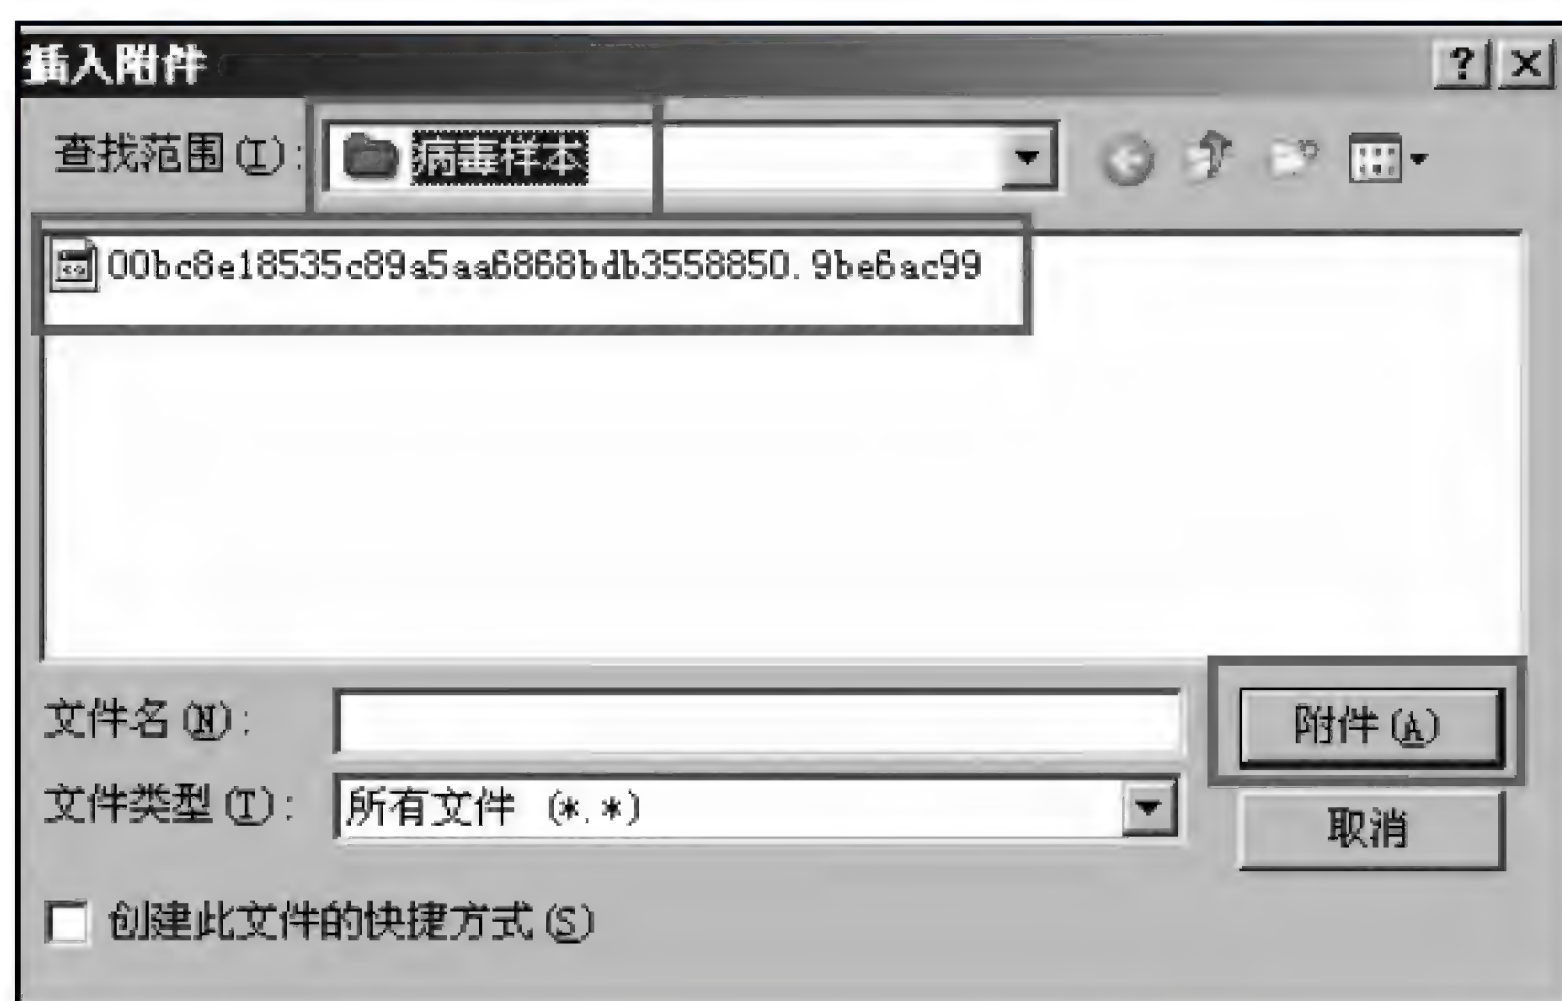 插入附件
查找范围(I): 病毒样本
00bc8e18535c89a5aa6868bdb3558850.9be6ac99
文件名(N): 附件(A)
文件类型(T): 所有文件 (*.*) 取消
创建此文件的快捷方式(S)